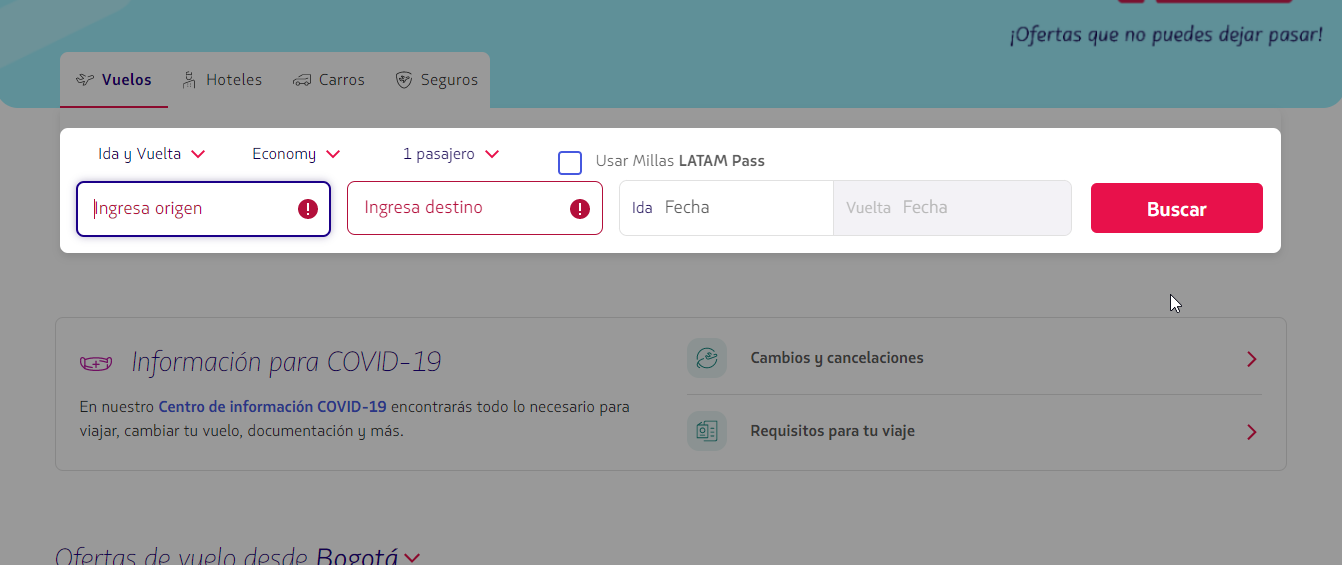 ¡Ofertas que no puedes dejar pasar!
Vuelos Hoteles Carros Seguros
Ida y Vuelta Economy 1 pasajero Usar Millas LATAM Pass
Ingresa origen Ingresa destino Ida Fecha Vuelta Fecha Buscar
Información para COVID-19
En nuestro Centro de información COVID-19 encontrarás todo lo necesario para
viajar, cambiar tu vuelo, documentación y más.
Cambios y cancelaciones
Requisitos para tu viaje
Ofertas de vuelo desde Bogotá